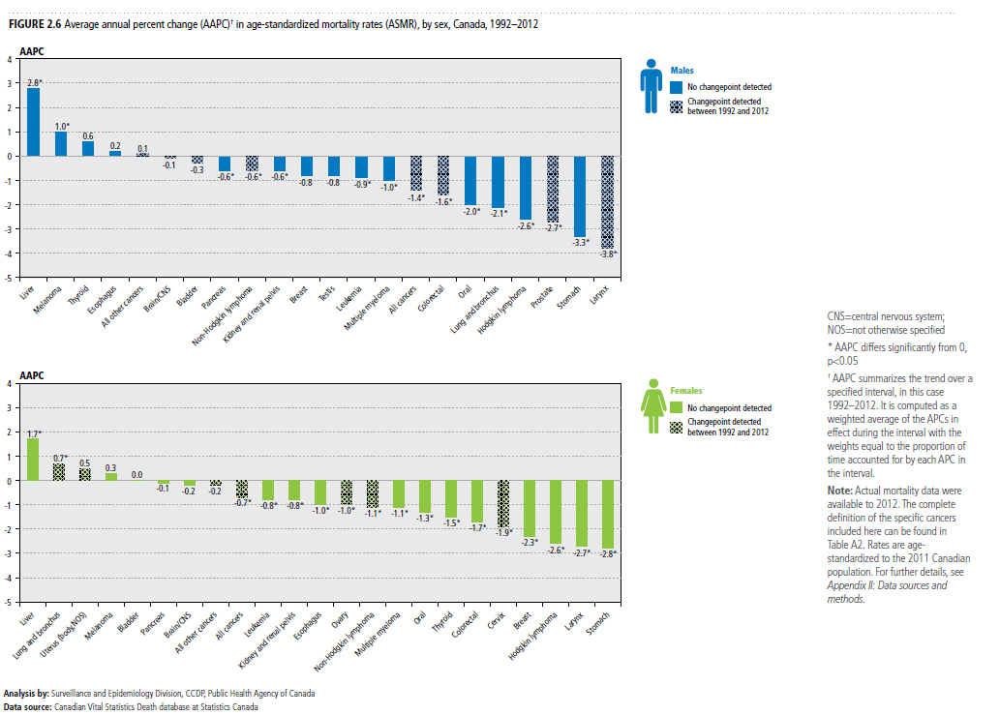 FIGURE 2.6 Average annual percent change (AAPC)† in age-standardized mortality rates (ASMR), by sex, Canada, 1992–2012
AAPC
4
3
2
1
0
-1
-2
-3
-4
-5
2.8*
1.0*
0.6
0.2
0.1
-0.1
-0.3
-0.6*
-0.6*
-0.6*
-0.8
-0.8
-0.9*
-1.0*
-1.4*
-1.6*
-2.0*
-2.1*
-2.6*
-2.7*
-3.3*
-3.8*
Liver
Melanoma
Thyroid
Esophagus
All other cancers
Brain/CNS
Bladder
Pancreas
Non-Hodgkin lymphoma
Kidney and renal pelvis
Breast
Testis
Leukemia
Multiple myeloma
All cancers
Colorectal
Oral
Lung and bronchus
Hodgkin lymphoma
Prostate
Stomach
Larynx
Males
No changepoint detected
Changepoint detected
between 1992 and 2012
AAPC
4
3
2
1
0
-1
-2
-3
-4
-5
1.7*
0.7*
0.5
0.3
0.0
-0.1
-0.2
-0.2
-0.7*
-0.8*
-0.8*
-1.0*
-1.0*
-1.1*
-1.1*
-1.3*
-1.5*
-1.7*
-1.9*
-2.3*
-2.6*
-2.7*
-2.8*
Liver
Lung and bronchus
Uterus (body,NOS)
Melanoma
Bladder
Pancreas
Brain/CNS
All other cancers
All cancers
Leukemia
Kidney and renal pelvis
Esophagus
Ovary
Non-Hodgkin lymphoma
Multiple myeloma
Oral
Thyroid
Colorectal
Cervix
Breast
Hodgkin lymphoma
Larynx
Stomach
Females
No changepoint detected
Changepoint detected
between 1992 and 2012
CNS=central nervous system;
NOS=not otherwise specified
* AAPC differs significantly from 0,
p<0.05
† AAPC summarizes the trend over a
specified interval, in this case
1992–2012. It is computed as a
weighted average of the APCs in
effect during the interval with the
weights equal to the proportion of
time accounted for by each APC in
the interval.
Note: Actual mortality data were
available to 2012. The complete
definition of the specific cancers
included here can be found in
Table A2. Rates are age-
standardized to the 2011 Canadian
population. For further details, see
Appendix II: Data sources and
methods.
Analysis by: Surveillance and Epidemiology Division, CCDP, Public Health Agency of Canada
Data source: Canadian Vital Statistics Death database at Statistics Canada